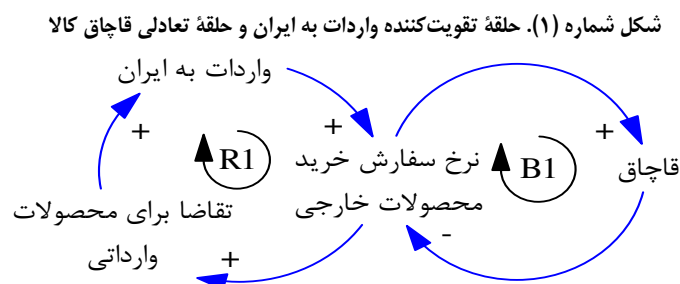 شکل شماره (۱). حلقهٔ تقویت‌کننده واردات به ایران و حلقهٔ تعادلی قاچاق کالا
واردات به ایران
+
+
+
R1
نرخ سفارش خرید
محصولات خارجی
B1
قاچاق
تقاضا برای محصولات
وارداتی
+
-